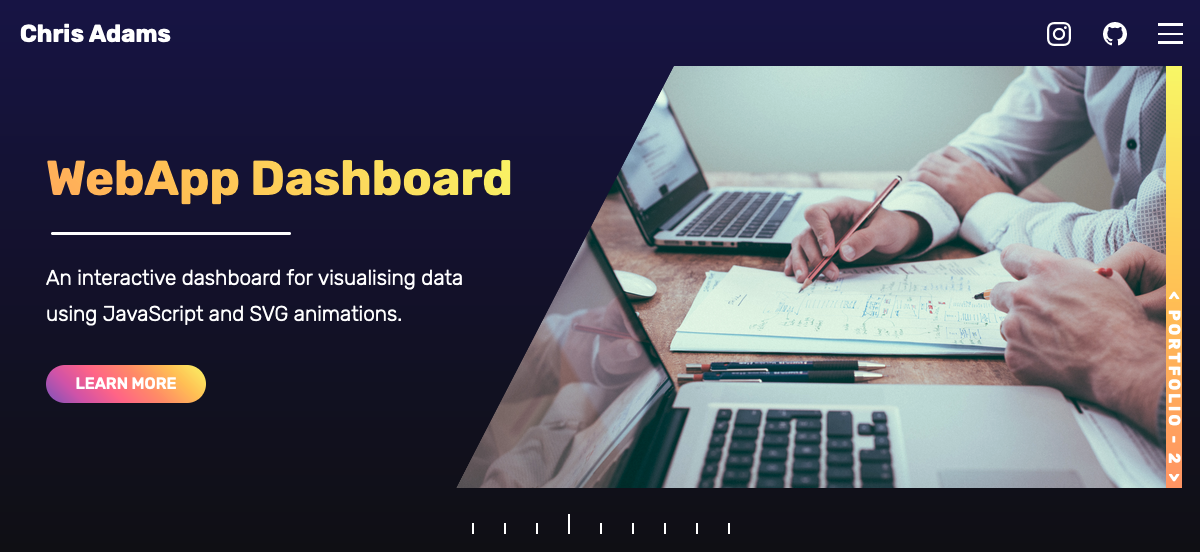 Chris Adams
WebApp Dashboard
An interactive dashboard for visualising data
using JavaScript and SVG animations.
LEARN MORE
< PORTFOLIO - 2 >